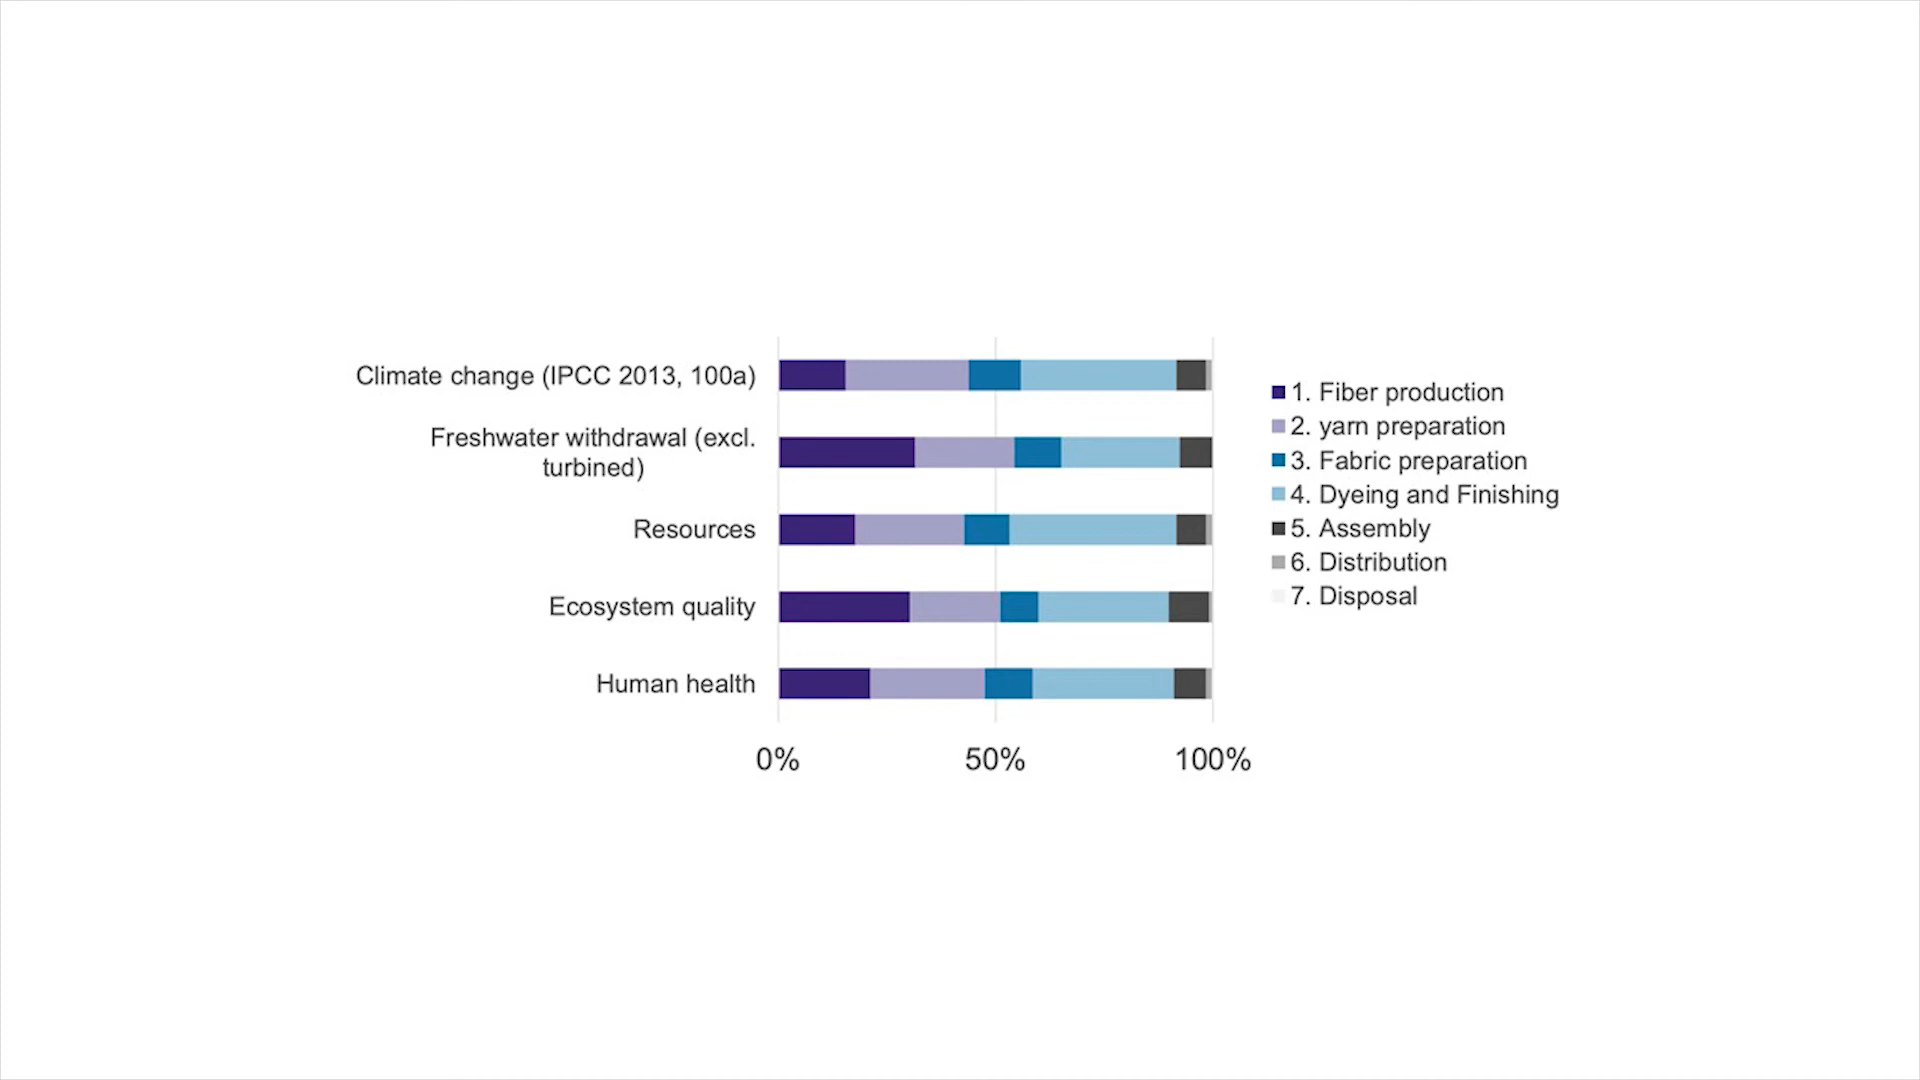 Climate change (IPCC 2013, 100a)
Freshwater withdrawal (excl.
turbined)
Resources
Ecosystem quality
Human health
0%
50%
100%
1. Fiber production
2. yarn preparation
3. Fabric preparation
4. Dyeing and Finishing
5. Assembly
6. Distribution
7. Disposal